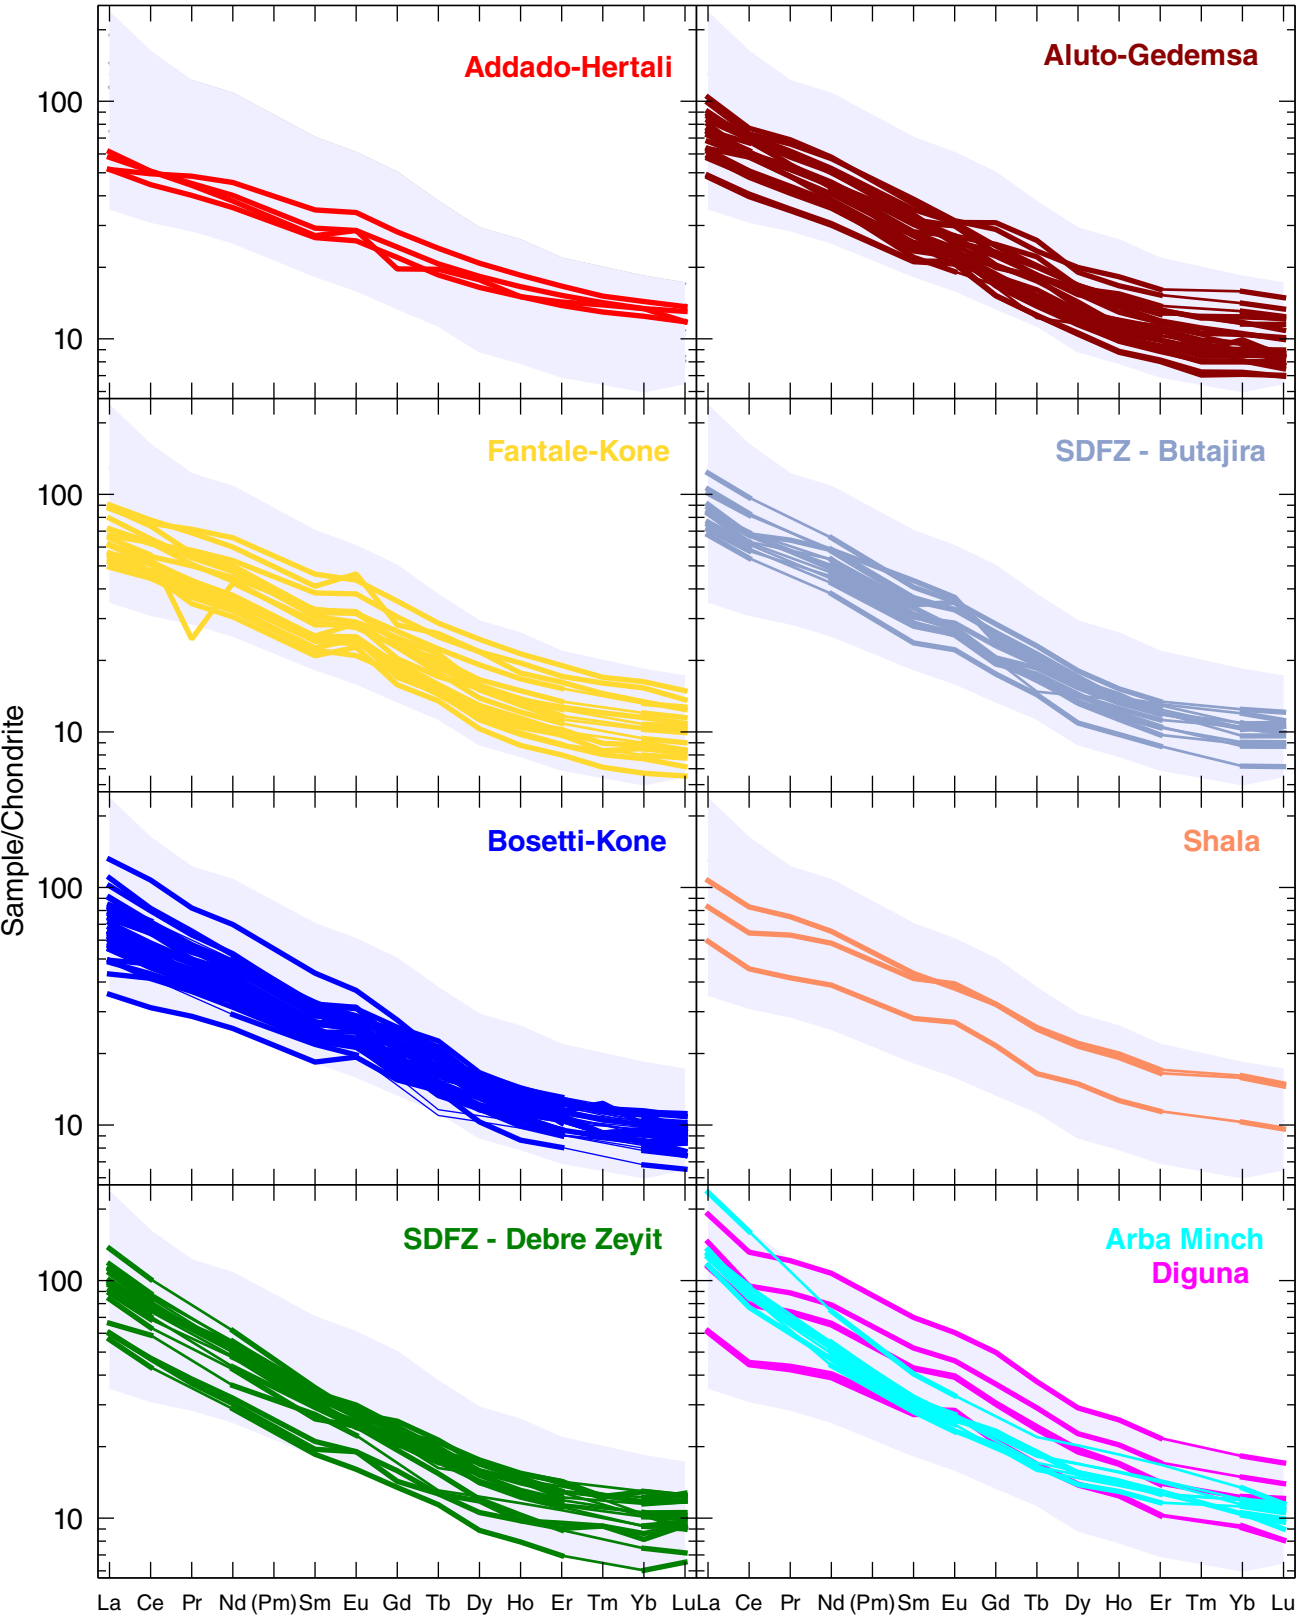 Addado-Hertali
Aluto-Gedemsa
100
10
Fantale-Kone
SDFZ - Butajira
100
10
Sample/Chondrite
Bosetti-Kone
Shala
100
10
SDFZ - Debre Zeyit
Arba Minch
Diguna
100
10
La Ce Pr Nd (Pm) Sm Eu Gd Tb Dy Ho Er Tm Yb Lu La Ce Pr Nd (Pm) Sm Eu Gd Tb Dy Ho Er Tm Yb Lu